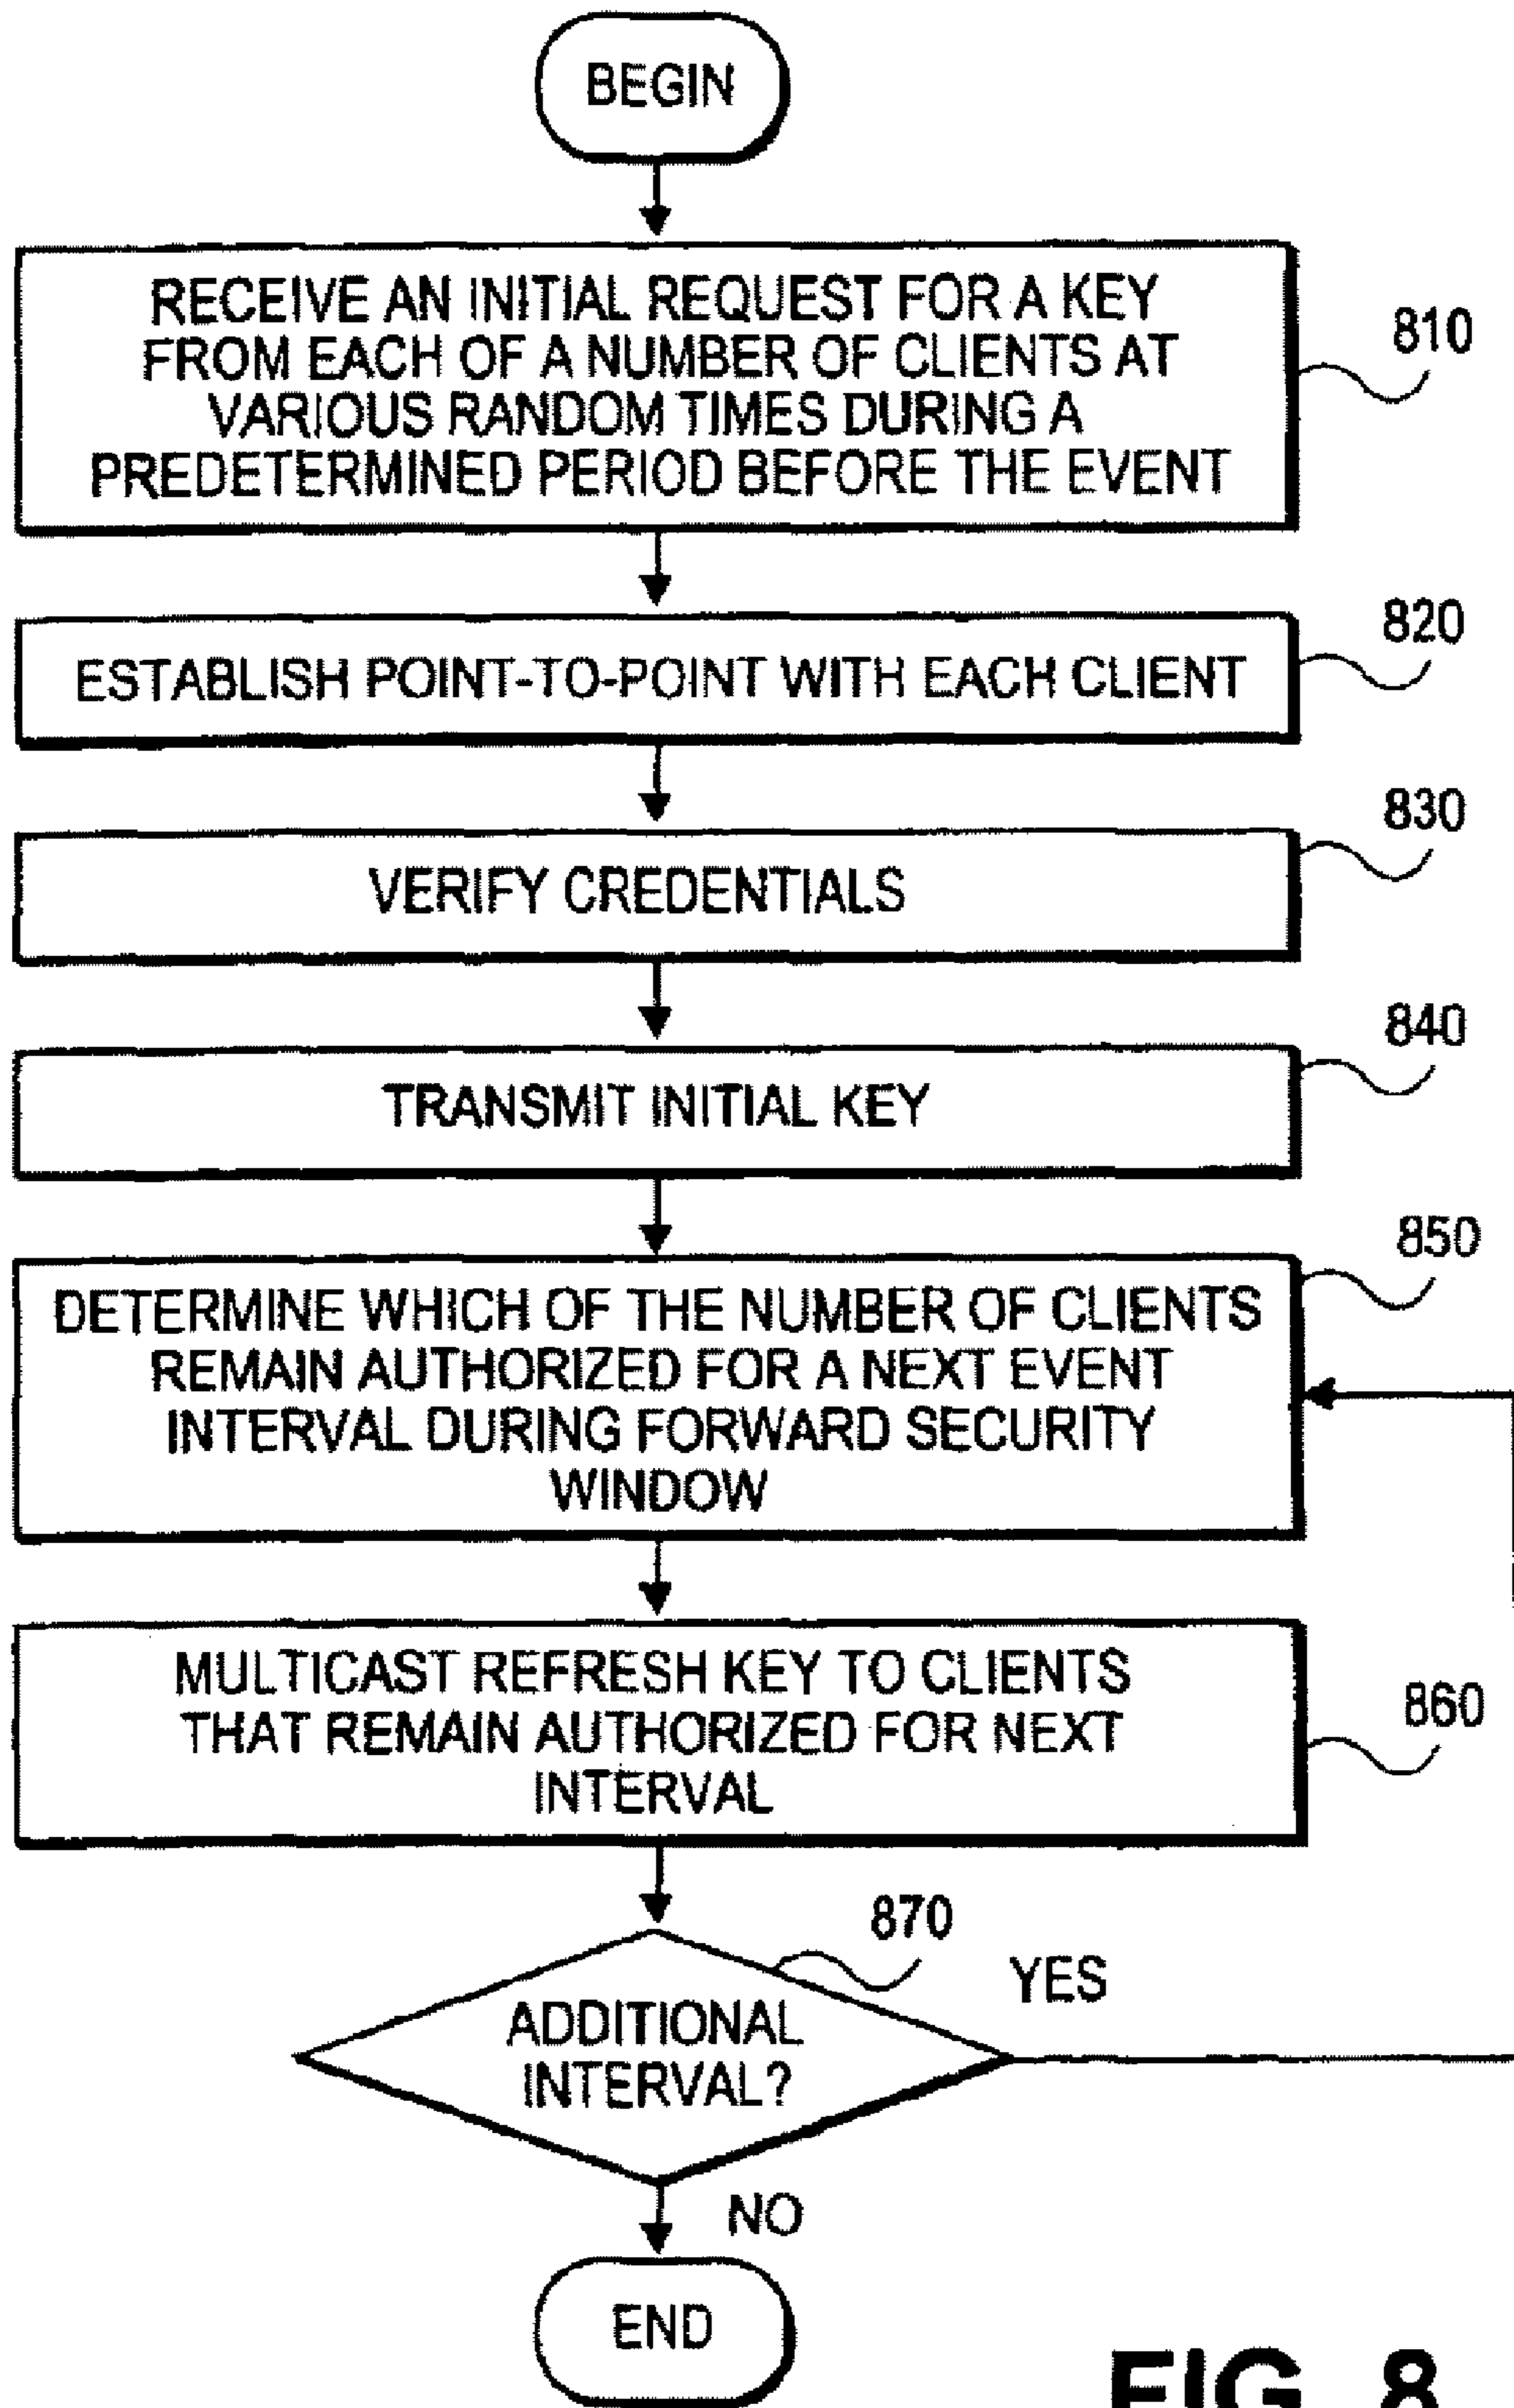 BEGIN
RECEIVE AN INITIAL REQUEST FOR A KEY
FROM EACH OF A NUMBER OF CLIENTS AT
VARIOUS RANDOM TIMES DURING A
PREDETERMINED PERIOD BEFORE THE EVENT
810
ESTABLISH POINT-TO-POINT WITH EACH CLIENT
820
VERIFY CREDENTIALS
830
TRANSMIT INITIAL KEY
840
DETERMINE WHICH OF THE NUMBER OF CLIENTS
REMAIN AUTHORIZED FOR A NEXT EVENT
INTERVAL DURING FORWARD SECURITY
WINDOW
850
MULTICAST REFRESH KEY TO CLIENTS
THAT REMAIN AUTHORIZED FOR NEXT
INTERVAL
860
870
ADDITIONAL
INTERVAL?
YES
NO
END
FIG. 8